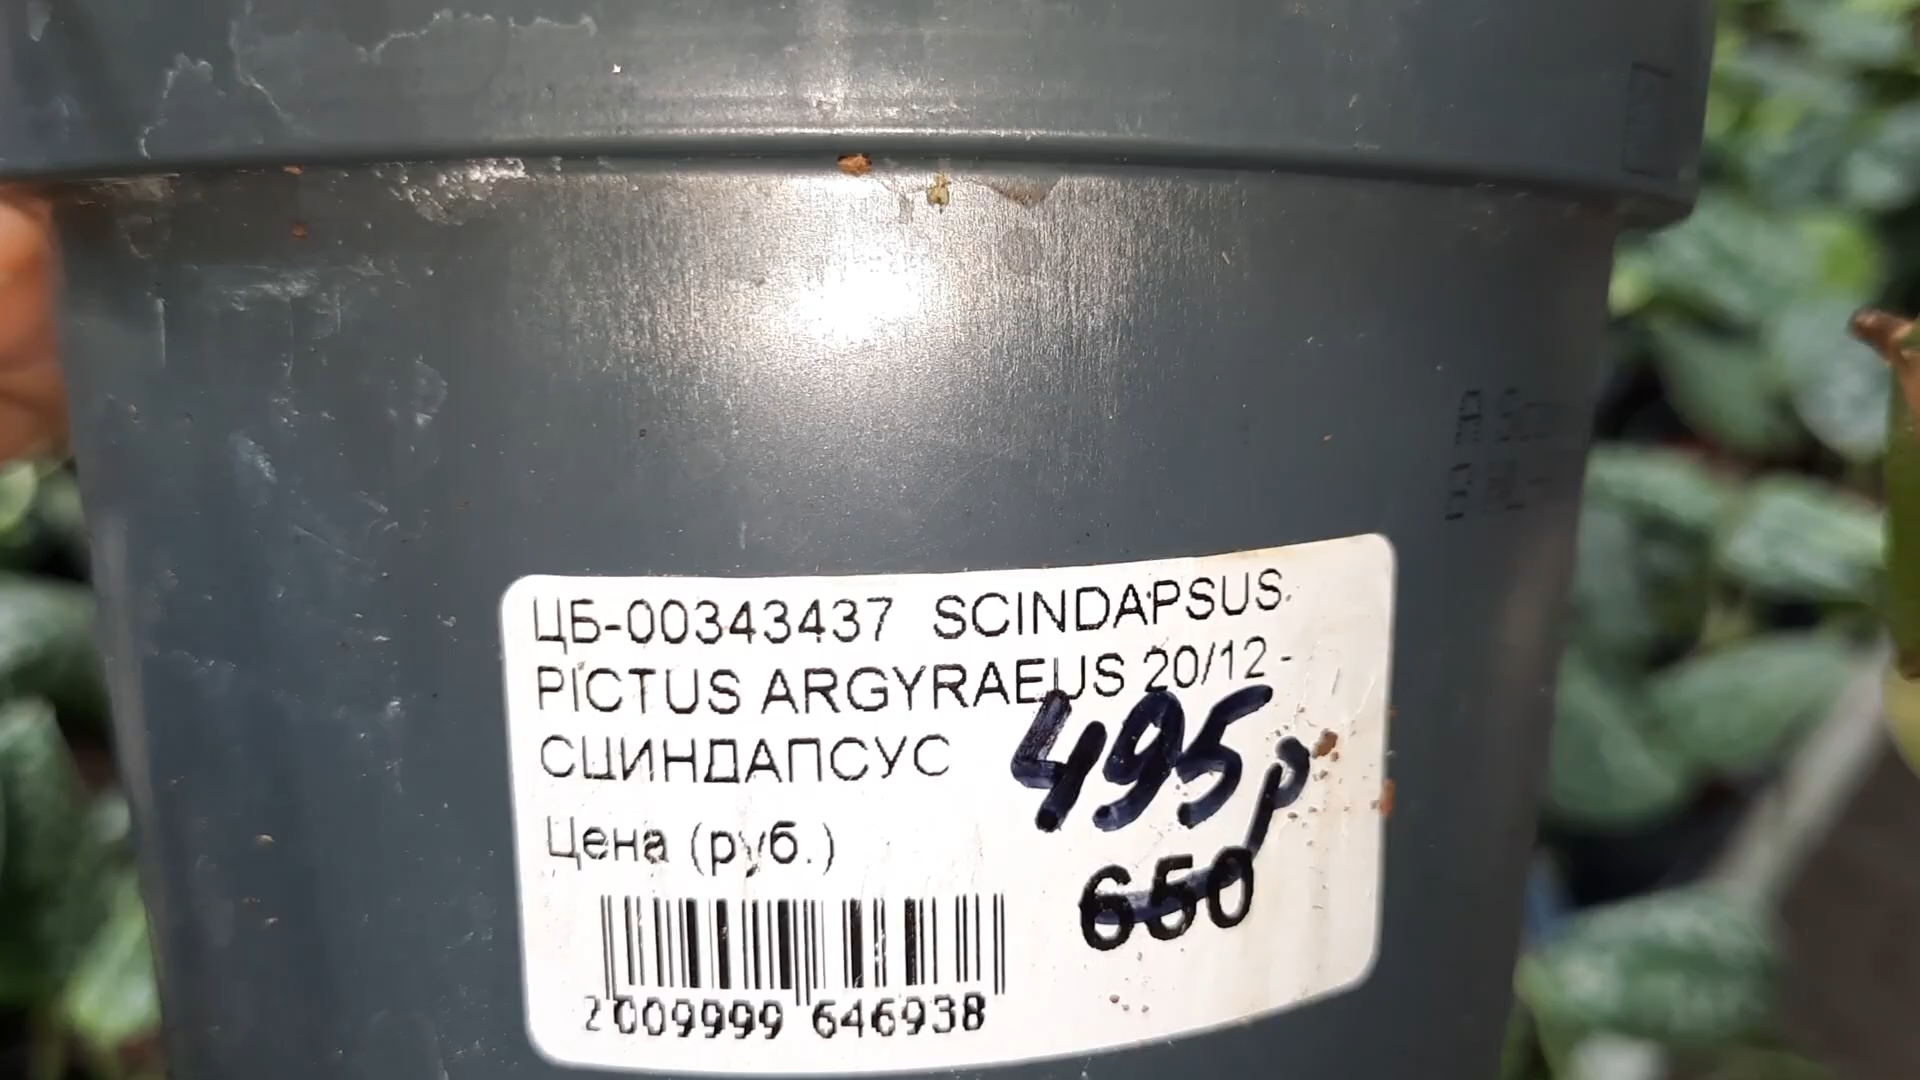 ЦБ-00343437 SCINDAPSUS
PICTUS ARGYRAEUS 20/12 -
СЦИНДАПСУС
495р
Цена (руб.)
650
2009999 646938